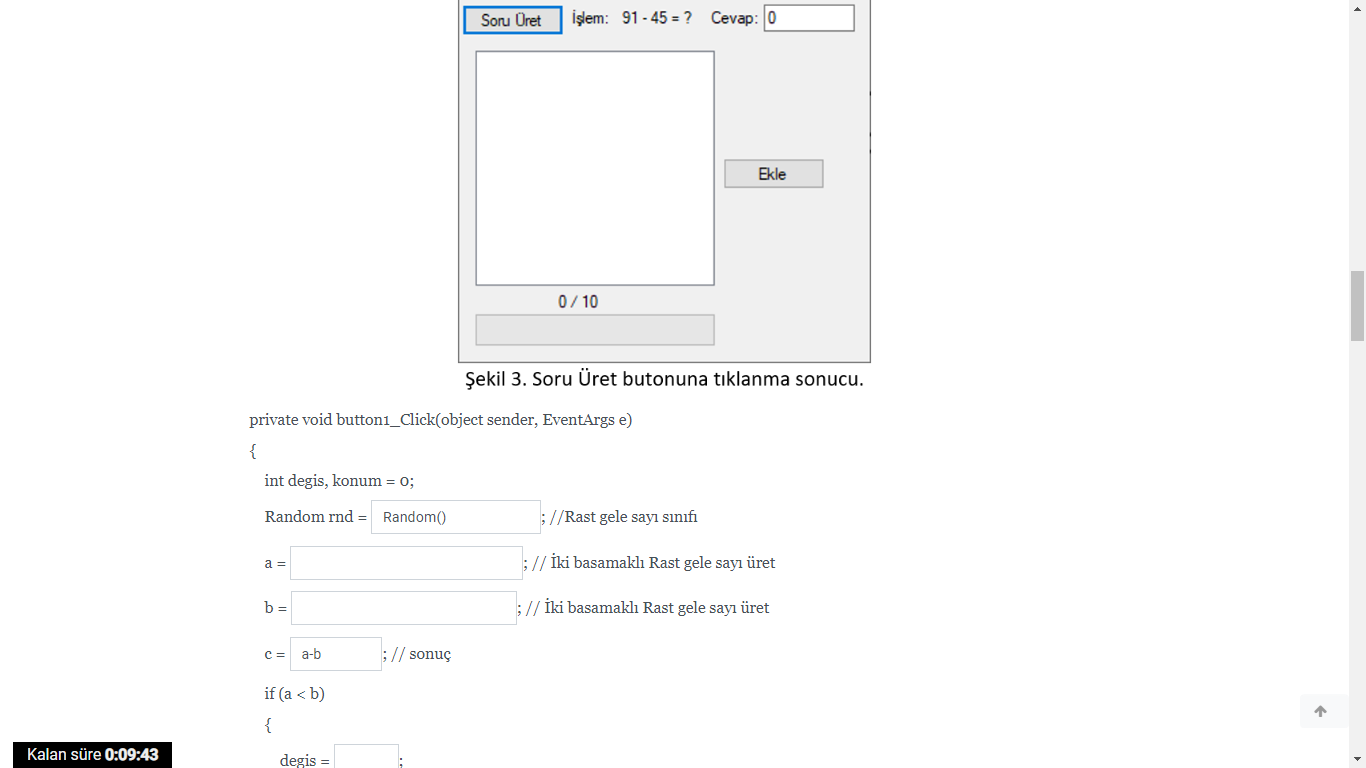 Soru Üret İşlem: 91 - 45 = ? Cevap: 0
Ekle
0 / 10
Şekil 3. Soru Üret butonuna tıklanma sonucu.
private void button1_Click(object sender, EventArgs e)
{
int degis, konum = 0;
Random rnd = Random() ; //Rast gele sayı sınıfı
a = ; // İki basamaklı Rast gele sayı üret
b = ; // İki basamaklı Rast gele sayı üret
c = a-b ; // sonuç
if (a < b)
{
degis = ;
Kalan süre 0:09:43